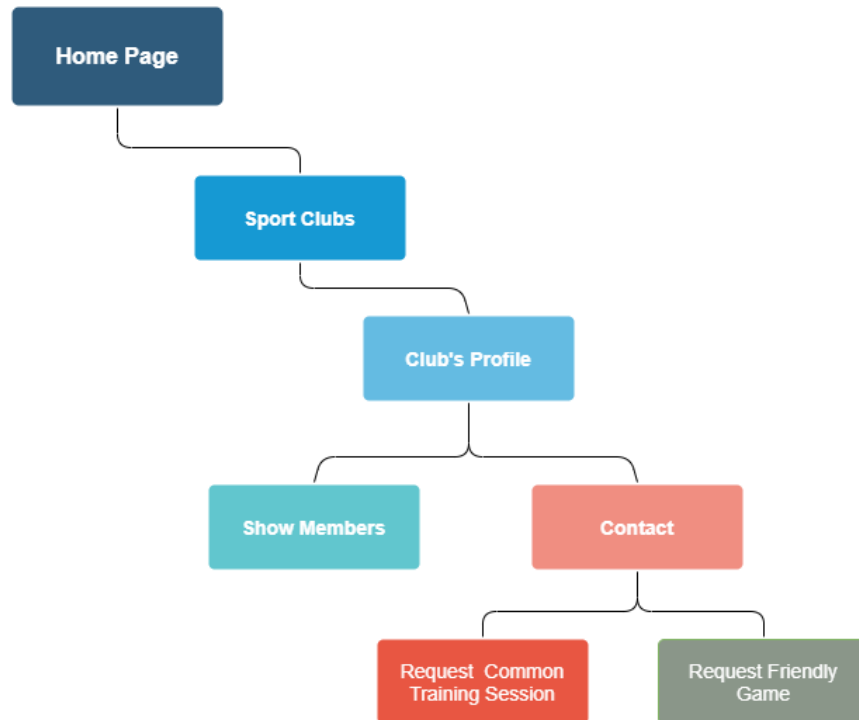 Home Page
Sport Clubs
Club's Profile
Show Members
Contact
Request Common
Training Session
Request Friendly
Game